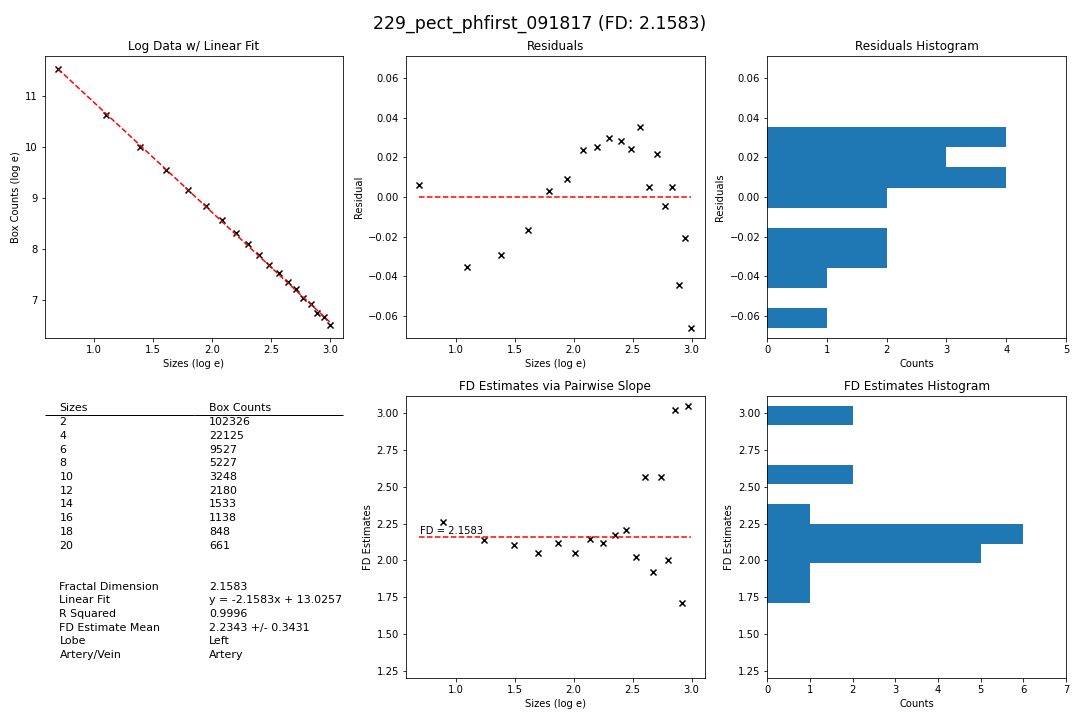 229_pect_phfirst_091817 (FD: 2.1583)
Log Data w/ Linear Fit
Box Counts (log e)
11
10
9
8
7
1.0 1.5 2.0 2.5 3.0
Sizes (log e)
Residuals
Residual
0.06
0.04
0.02
0.00
−0.02
−0.04
−0.06
1.0 1.5 2.0 2.5 3.0
Sizes (log e)
Residuals Histogram
Residuals
0.06
0.04
0.02
0.00
−0.02
−0.04
−0.06
0 1 2 3 4 5
Counts
Sizes Box Counts
2 102326
4 22125
6 9527
8 5227
10 3248
12 2180
14 1533
16 1138
18 848
20 661
Fractal Dimension 2.1583
Linear Fit y = -2.1583x + 13.0257
R Squared 0.9996
FD Estimate Mean 2.2343 +/- 0.3431
Lobe Left
Artery/Vein Artery
FD Estimates via Pairwise Slope
FD Estimates
3.00
2.75
2.50
2.25
2.00
1.75
1.50
1.25
FD = 2.1583
1.0 1.5 2.0 2.5 3.0
Sizes (log e)
FD Estimates Histogram
FD Estimates
3.00
2.75
2.50
2.25
2.00
1.75
1.50
1.25
0 1 2 3 4 5 6 7
Counts